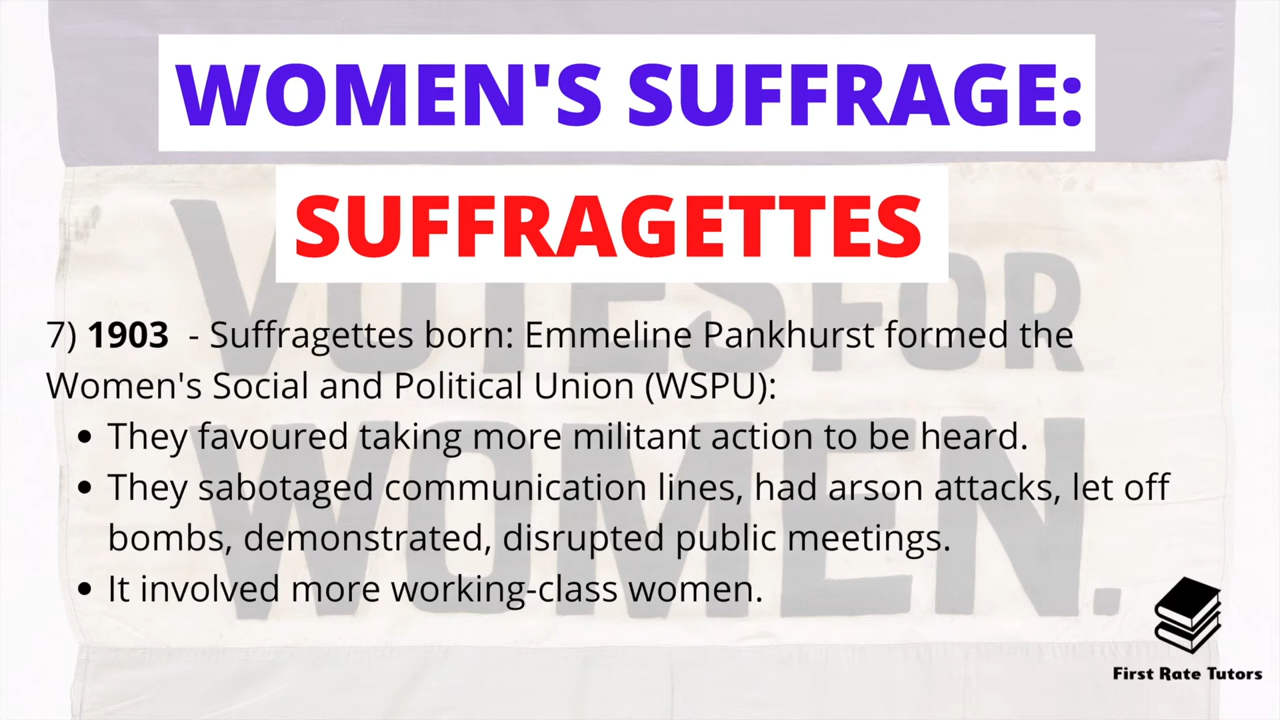 WOMEN'S SUFFRAGE:
SUFFRAGETTES
VOTES FOR
WOMEN.
7) 1903 - Suffragettes born: Emmeline Pankhurst formed the
Women's Social and Political Union (WSPU):
• They favoured taking more militant action to be heard.
• They sabotaged communication lines, had arson attacks, let off
bombs, demonstrated, disrupted public meetings.
• It involved more working-class women.
First Rate Tutors